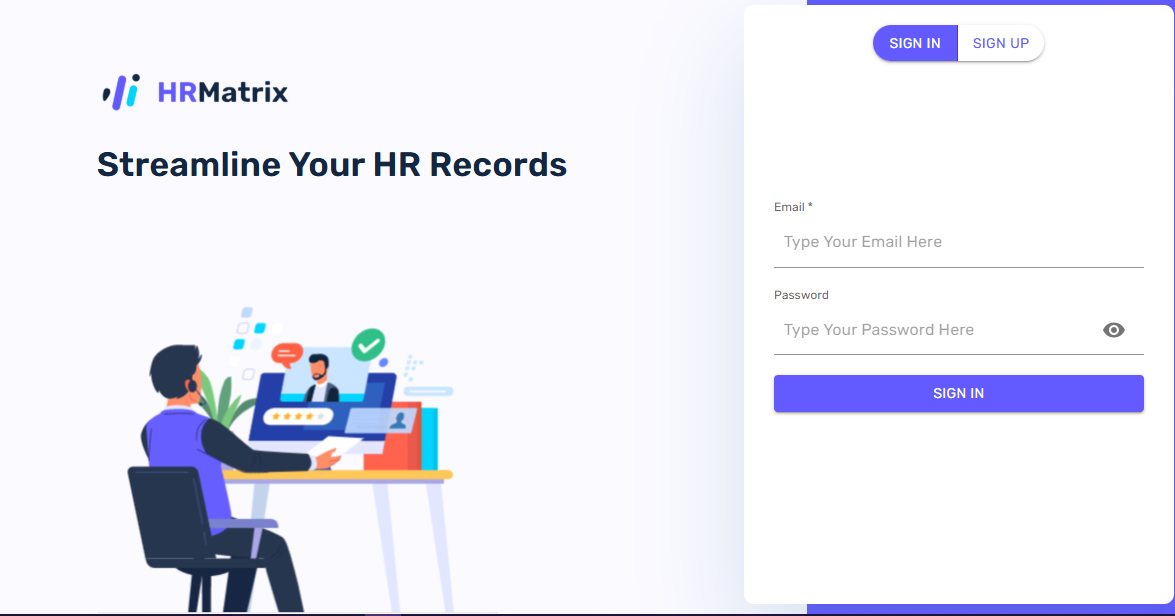 HRMatrix
Streamline Your HR Records
SIGN IN
SIGN UP
Email *
Type Your Email Here
Password
Type Your Password Here
SIGN IN